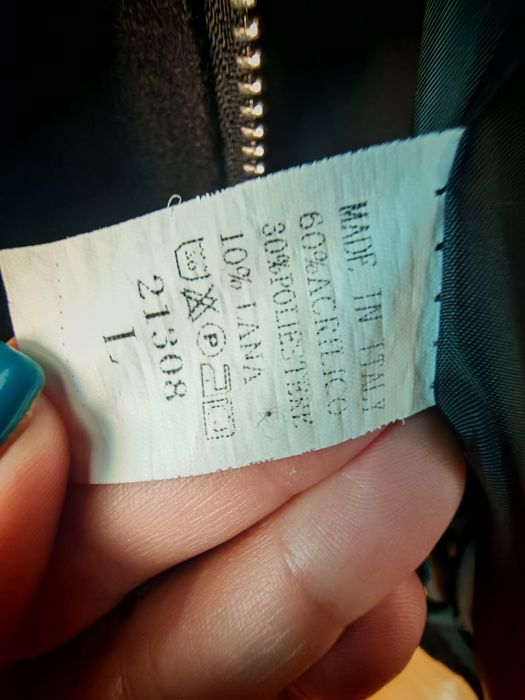 MADE IN ITALY
60%ACRILICO
30%POLIESTERE
10% LANA
P
21308
L